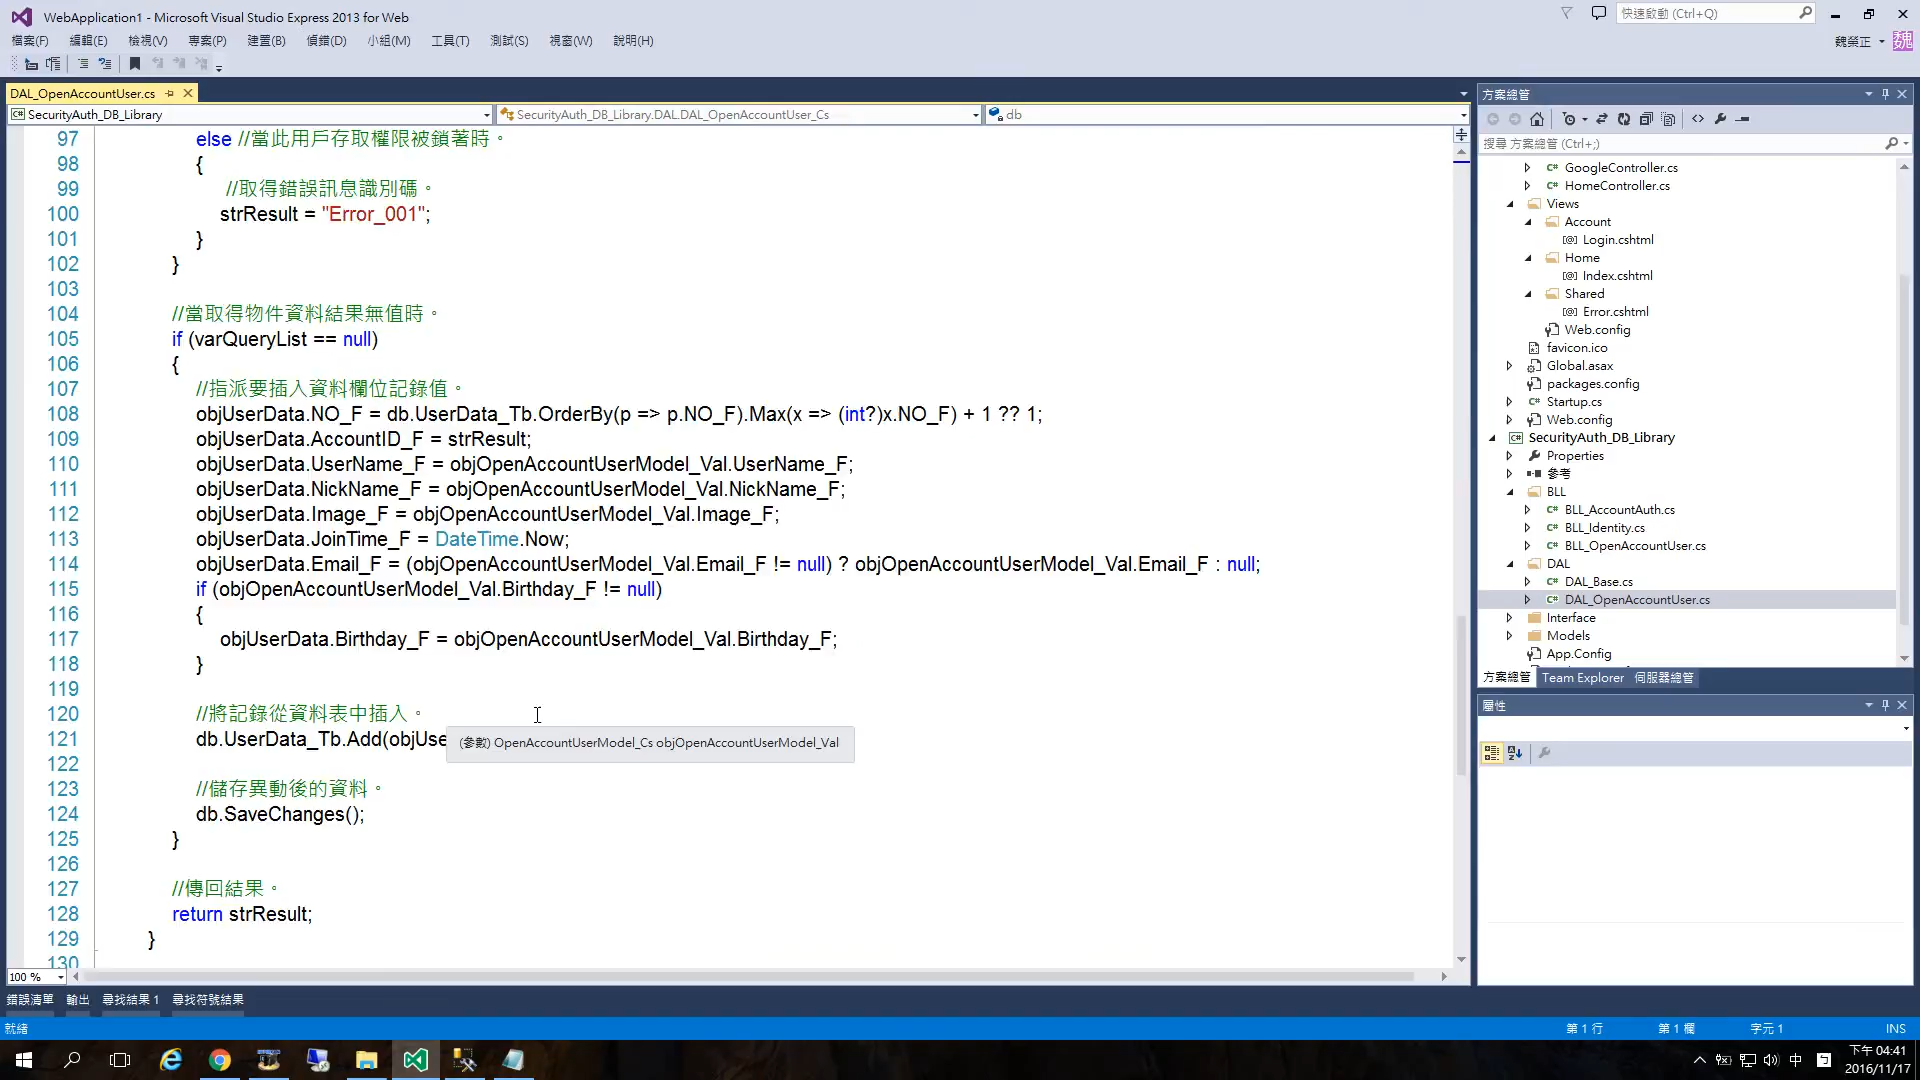 WebApplication1 - Microsoft Visual Studio Express 2013 for Web
快速啟動 (Ctrl+Q)
檔案(F) 編輯(E) 檢視(V) 專案(P) 建置(B) 偵錯(D) 小組(M) 工具(T) 測試(S) 視窗(W) 說明(H)
魏榮正 魏
DAL_OpenAccountUser.cs
SecurityAuth_DB_Library
SecurityAuth_DB_Library.DAL.DAL_OpenAccountUser_Cs
db
97 else //當此用戶存取權限被鎖著時。
98 {
99 //取得錯誤訊息識別碼。
100 strResult = "Error_001";
101 }
102 }
103
104 //當取得物件資料結果無值時。
105 if (varQueryList == null)
106 {
107 //指派要插入資料欄位記錄值。
108 objUserData.NO_F = db.UserData_Tb.OrderBy(p => p.NO_F).Max(x => (int?)x.NO_F) + 1 ?? 1;
109 objUserData.AccountID_F = strResult;
110 objUserData.UserName_F = objOpenAccountUserModel_Val.UserName_F;
111 objUserData.NickName_F = objOpenAccountUserModel_Val.NickName_F;
112 objUserData.Image_F = objOpenAccountUserModel_Val.Image_F;
113 objUserData.JoinTime_F = DateTime.Now;
114 objUserData.Email_F = (objOpenAccountUserModel_Val.Email_F != null) ? objOpenAccountUserModel_Val.Email_F : null;
115 if (objOpenAccountUserModel_Val.Birthday_F != null)
116 {
117 objUserData.Birthday_F = objOpenAccountUserModel_Val.Birthday_F;
118 }
119
120 //將記錄從資料表中插入。
121 db.UserData_Tb.Add(objUse
(參數) OpenAccountUserModel_Cs objOpenAccountUserModel_Val
122
123 //儲存異動後的資料。
124 db.SaveChanges();
125 }
126
127 //傳回結果。
128 return strResult;
129 }
130
100 %
錯誤清單 輸出 尋找結果 1 尋找符號結果
方案總管
搜尋 方案總管 (Ctrl+;)
GoogleController.cs
HomeController.cs
Views
Account
Login.cshtml
Home
Index.cshtml
Shared
Error.cshtml
Web.config
favicon.ico
Global.asax
packages.config
Startup.cs
Web.config
SecurityAuth_DB_Library
Properties
參考
BLL
BLL_AccountAuth.cs
BLL_Identity.cs
BLL_OpenAccountUser.cs
DAL
DAL_Base.cs
DAL_OpenAccountUser.cs
Interface
Models
App.Config
方案總管 Team Explorer 伺服器總管
屬性
就緒
第 1 行 第 1 欄 字元 1 INS
中
下午 04:41
2016/11/17